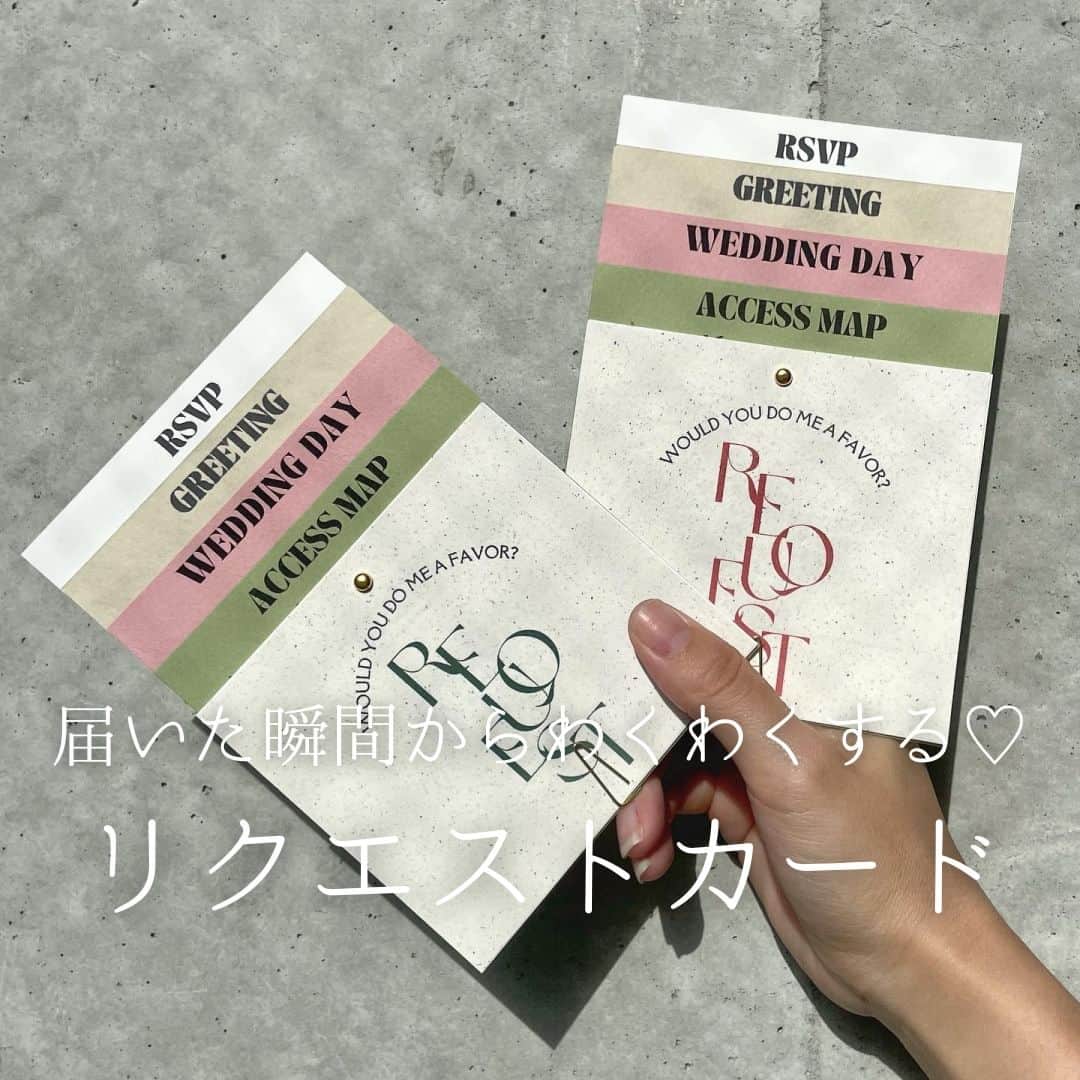 RSVP
GREETING
WEDDING DAY
ACCESS MAP
WOULD YOU DO ME A FAVOR?
REQUEST
RSVP
GREETING
WEDDING DAY
ACCESS MAP
WOULD YOU DO ME A FAVOR?
REQUEST
届いた瞬間からわくわくする♡
リクエストカード